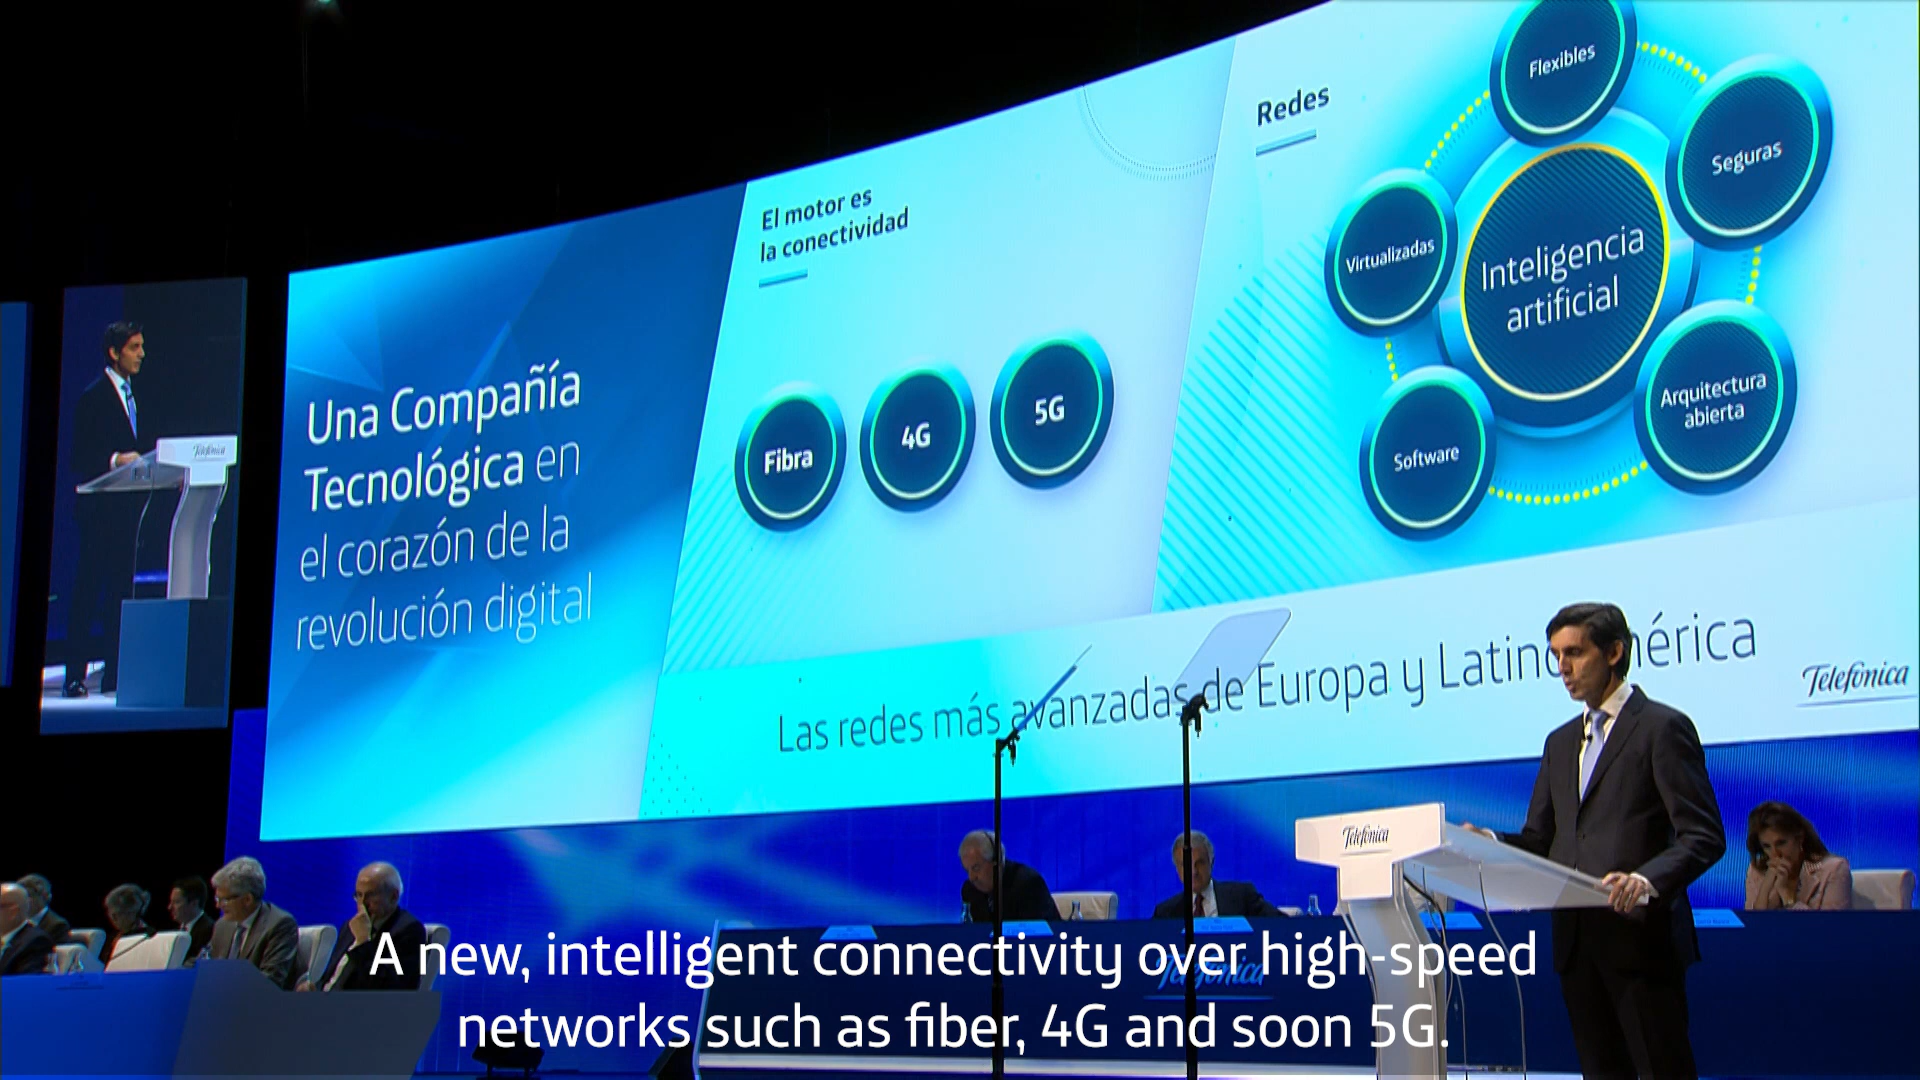 Una Compañía
Tecnológica en
el corazón de la
revolución digital
El motor es
la conectividad
Fibra
4G
5G
Redes
Flexibles
Seguras
Virtualizadas
Inteligencia
artificial
Arquitectura
abierta
Software
Las redes más avanzadas de Europa y Latinoamérica
Telefónica
Telefónica
Telefónica
Telefónica
A new, intelligent connectivity over high-speed
networks such as fiber, 4G and soon 5G.